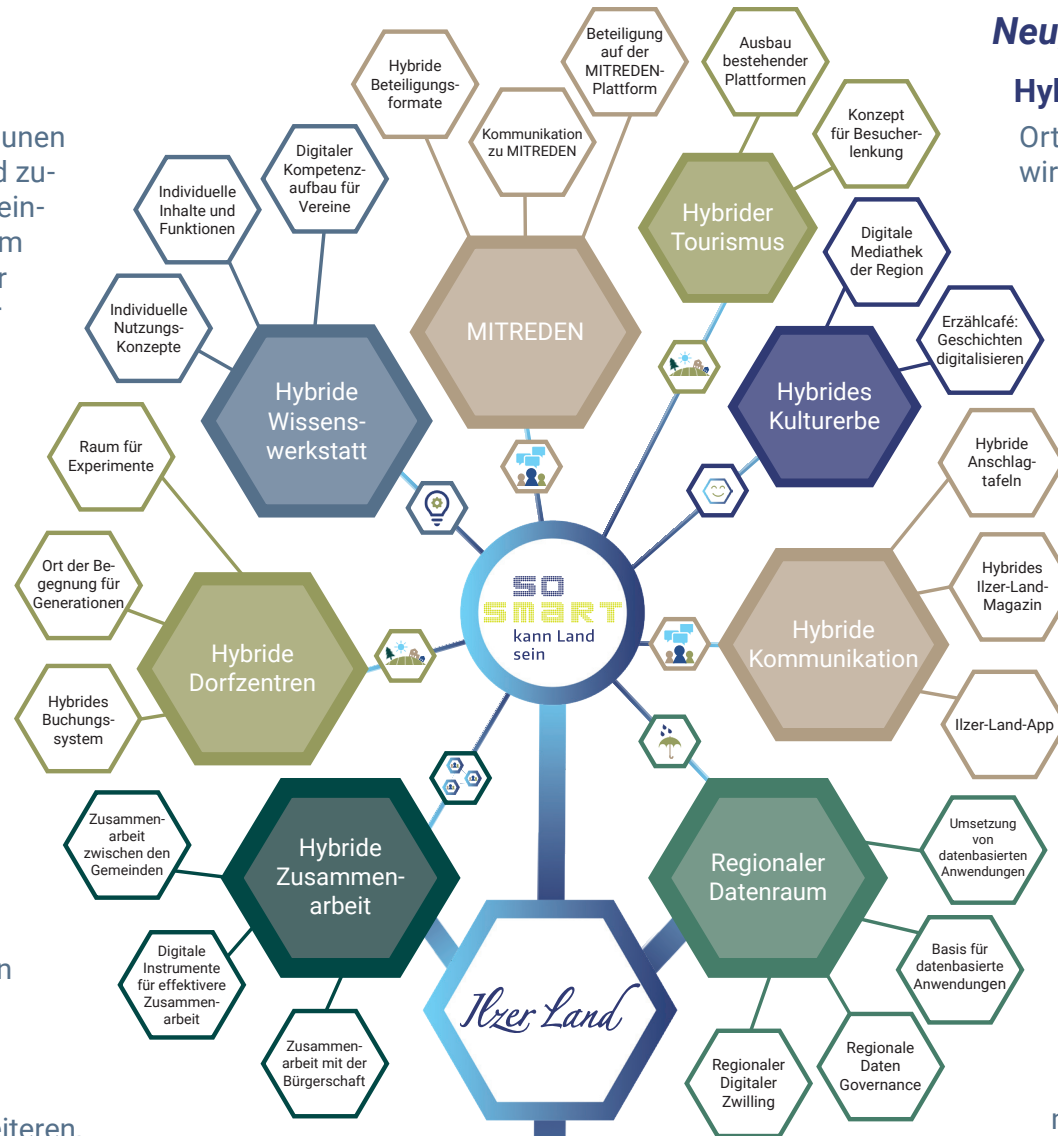 Neu
Hyl
Ort
wir
unen
d zu-
ein-
m
r
Hybride
Beteiligungs-
formate
Kommunikation
zu MITREDEN
Beteiligung
auf der
MITREDEN-
Plattform
MITREDEN
Ausbau
bestehender
Plattformen
Konzept
für Besucher-
lenkung
Hybrider
Tourismus
Individuelle
Inhalte und
Funktionen
Digitaler
Kompetenz-
aufbau für
Vereine
Individuelle
Nutzungs-
Konzepte
Hybride
Wissens-
werkstatt
Digitale
Mediathek
der Region
Erzählcafé:
Geschichten
digitalisieren
Hybrides
Kulturerbe
Raum für
Experimente
Ort der Be-
gegnung für
Generationen
Hybrides
Buchungs-
system
Hybride
Dorfzentren
so
smart
kann Land
sein
Hybride
Kommunikation
Hybride
Anschlag-
tafeln
Hybrides
Ilzer-Land-
Magazin
Ilzer-Land-App
Zusammen-
arbeit
zwischen den
Gemeinden
Digitale
Instrumente
für effektivere
Zusammen-
arbeit
Zusammen-
arbeit mit der
Bürgerschaft
Hybride
Zusammen-
arbeit
Regionaler
Datenraum
Umsetzung
von
datenbasierten
Anwendungen
Basis für
datenbasierte
Anwendungen
Regionale
Daten
Governance
Regionaler
Digitaler
Zwilling
Ilzer Land
n
eiteren.